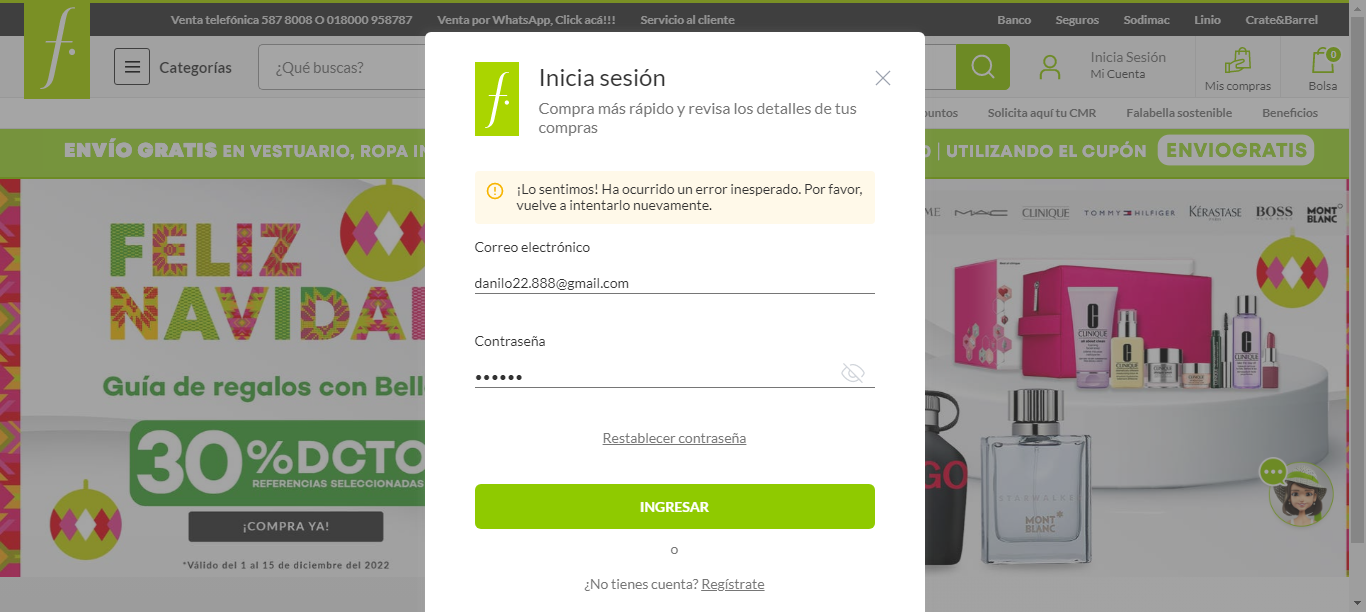 Venta telefónica 587 8008 O 018000 958787 Venta por WhatsApp, Click acá!!! Servicio al cliente Banco Seguros Sodimac Linio Crate&Barrel
f.
Categorías
¿Qué buscas?
Inicia Sesión
Mi Cuenta
Mis compras
0
Bolsa
puntos Solicita aquí tu CMR Falabella sostenible Beneficios
ENVÍO GRATIS EN VESTUARIO, ROPA IN
O | UTILIZANDO EL CUPÓN ENVIOGRATIS
f.
Inicia sesión
Compra más rápido y revisa los detalles de tus
compras
¡Lo sentimos! Ha ocurrido un error inesperado. Por favor,
vuelve a intentarlo nuevamente.
Correo electrónico
danilo22.888@gmail.com
Contraseña
••••••
Restablecer contraseña
INGRESAR
o
¿No tienes cuenta? Regístrate
FELIZ
NAVIDA
Guía de regalos con Bell
30%DCTO
REFERENCIAS SELECCIONADAS
¡COMPRA YA!
*Válido del 1 al 15 de diciembre del 2022
ME MAC CLINIQUE TOMMY HILFIGER KÉRASTASE BOSS MONT
BLANC
CLINIQUE
CLINIQUE
GO
STARWALKER
MONT
BLANC